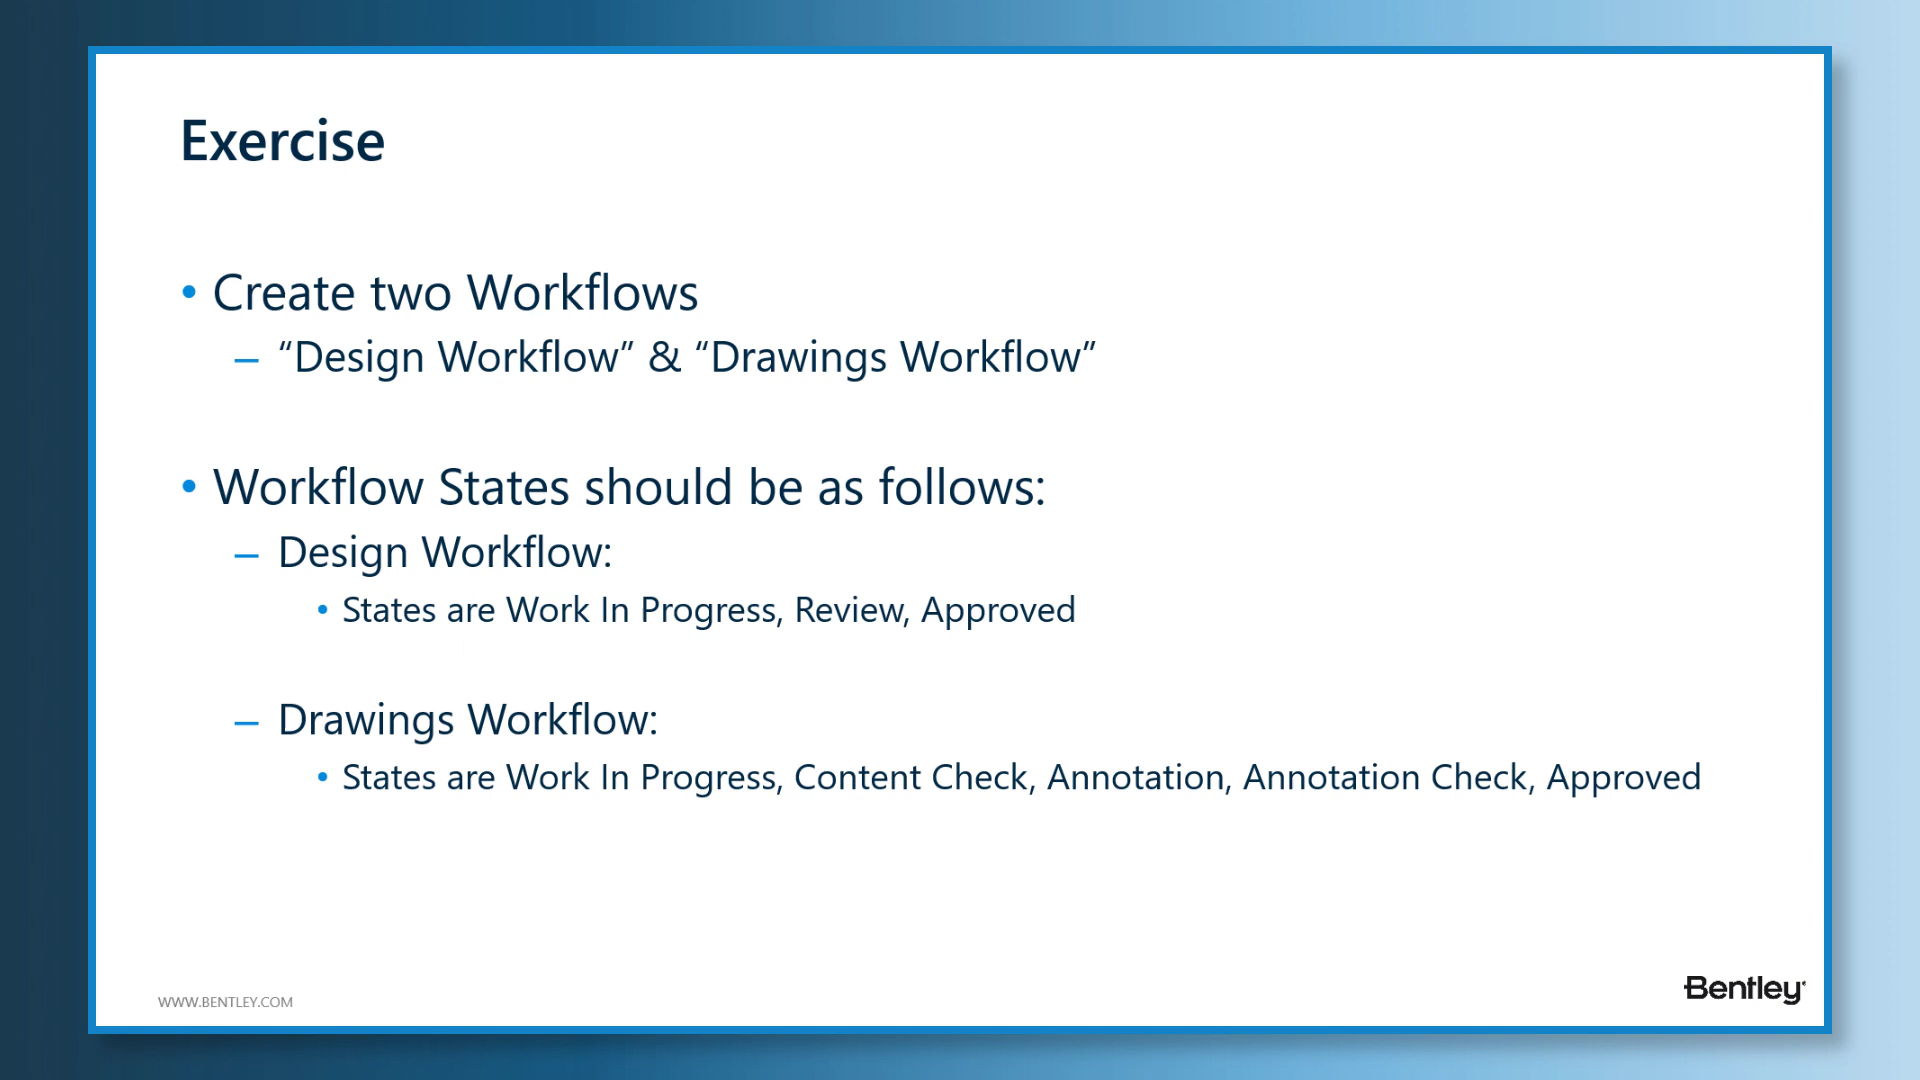 Exercise
• Create two Workflows
– “Design Workflow” & “Drawings Workflow”
• Workflow States should be as follows:
– Design Workflow:
• States are Work In Progress, Review, Approved
– Drawings Workflow:
• States are Work In Progress, Content Check, Annotation, Annotation Check, Approved
WWW.BENTLEY.COM
Bentley